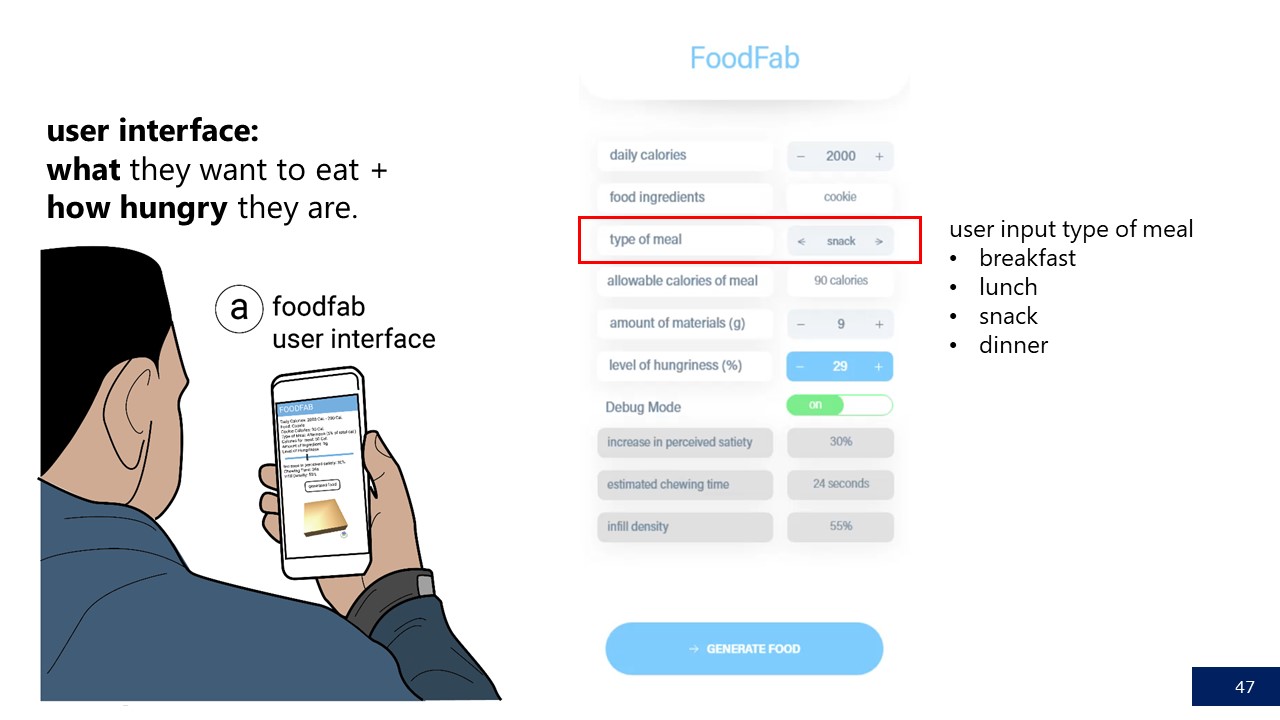 FoodFab
user interface:
what they want to eat +
how hungry they are.
a
foodfab
user interface
FOODFAB
daily calories
− 2000 +
food ingredients
cookie
type of meal
snack
allowable calories of meal
90 calories
amount of materials (g)
− 9 +
level of hungriness (%)
− 29 +
Debug Mode
on
increase in perceived satiety
30%
estimated chewing time
24 seconds
infill density
55%
→ GENERATE FOOD
user input type of meal
• breakfast
• lunch
• snack
• dinner
47